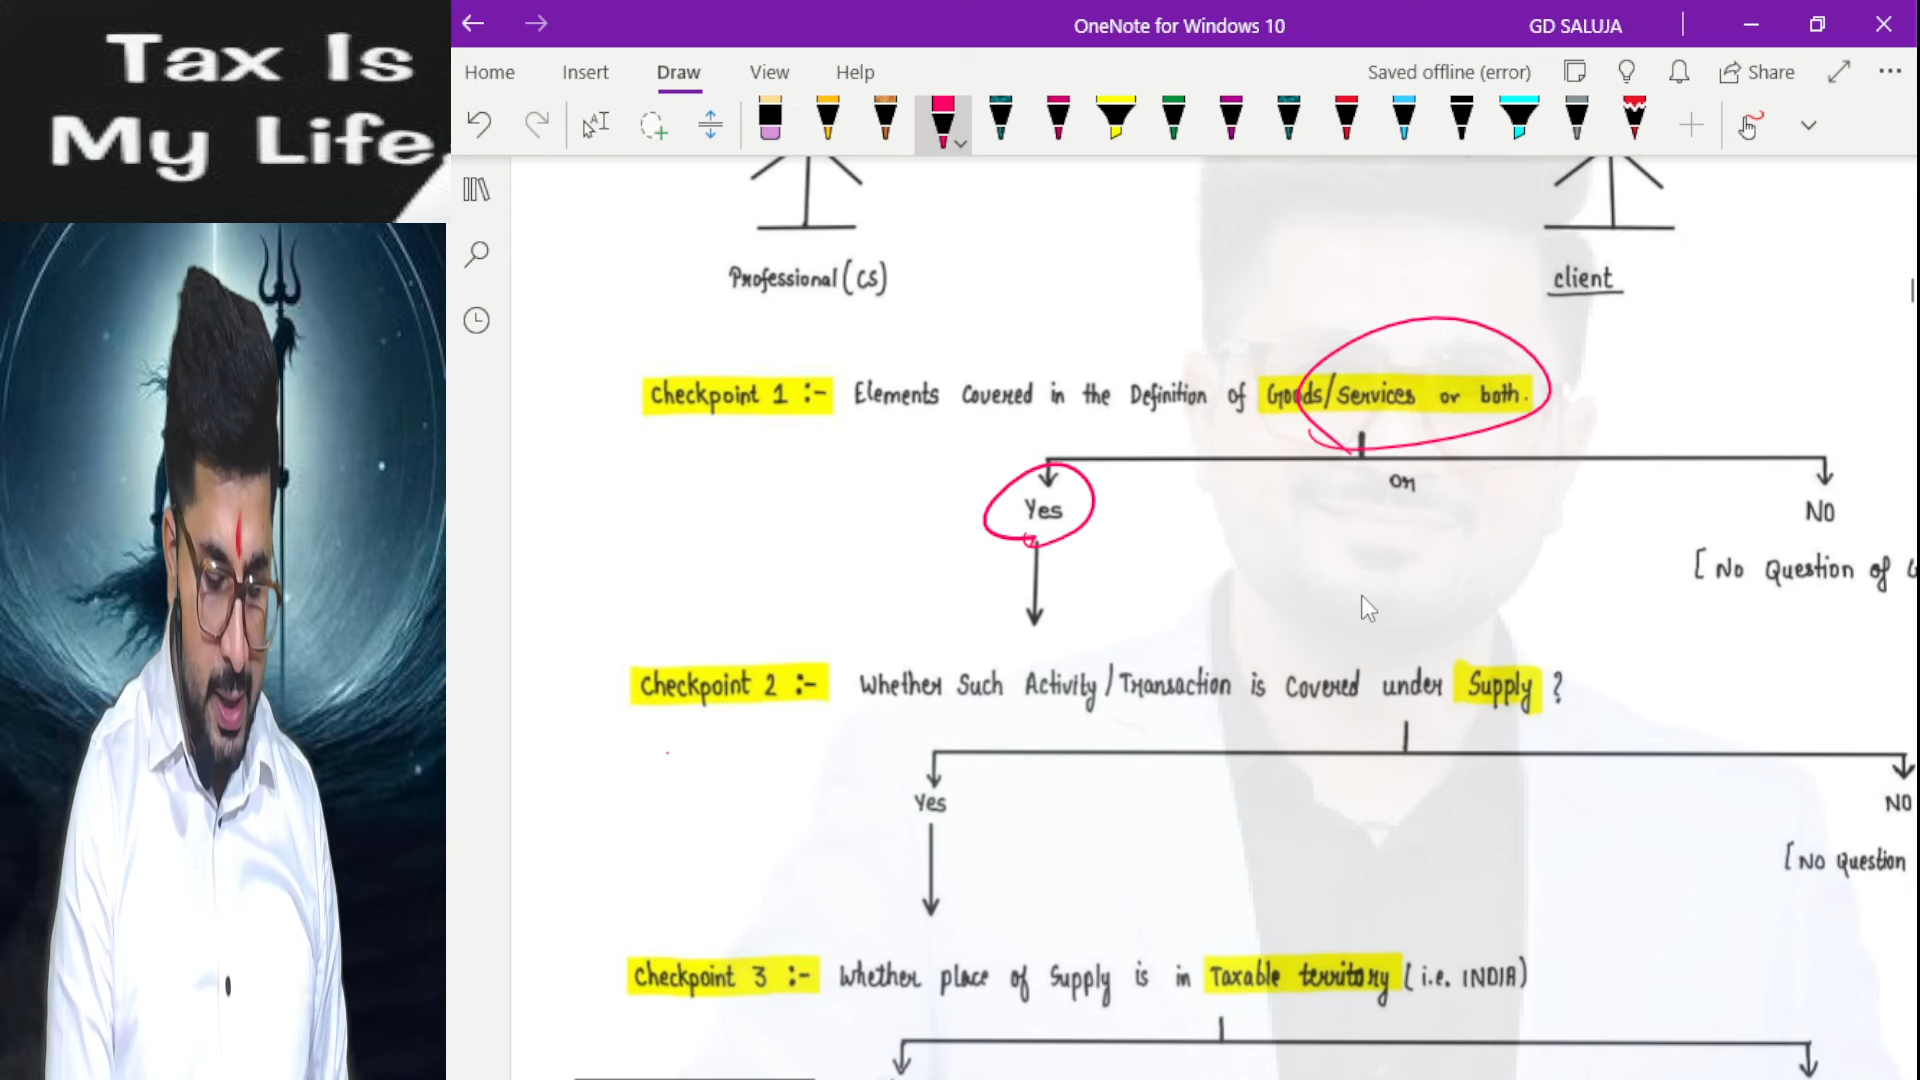 Tax Is
My Life.
OneNote for Windows 10
GD SALUJA
Home Insert Draw View Help
Saved offline (error)
Share
Professional (CS)
client
Checkpoint 1 :- Elements Covered in the Definition of Goods/Services or both.
Yes
or
NO
[ No Question of
Checkpoint 2 :- Whether Such Activity/Transaction is Covered under Supply ?
Yes
NO
[ No Question
Checkpoint 3 :- Whether place of Supply is in Taxable territory (i.e. INDIA)